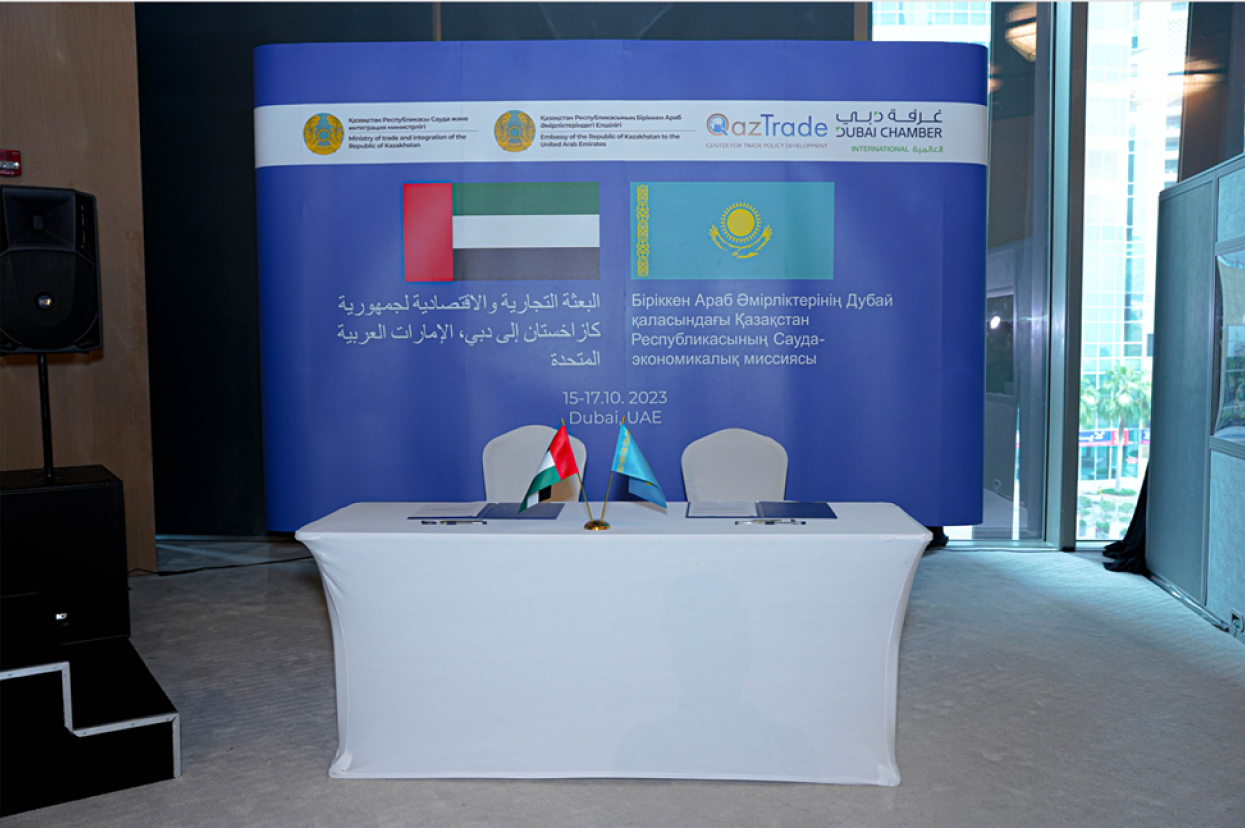 Қазақстан Республикасы Сауда және
интеграция министрлігі
Ministry of trade and integration of the
Republic of Kazakhstan
Қазақстан Республикасының Біріккен Араб
Әмірліктеріндегі Елшілігі
Embassy of the Republic of Kazakhstan to the
United Arab Emirates
QazTrade
CENTER FOR TRADE POLICY DEVELOPMENT
غرفة دبي
DUBAI CHAMBER
INTERNATIONAL العالمية
البعثة التجارية والاقتصادية لجمهورية
كازاخستان إلى دبي، الإمارات العربية
المتحدة
Біріккен Араб Әмірліктерінің Дубай
қаласындағы Қазақстан
Республикасының Сауда-
экономикалық миссиясы
15-17.10. 2023
Dubai, UAE